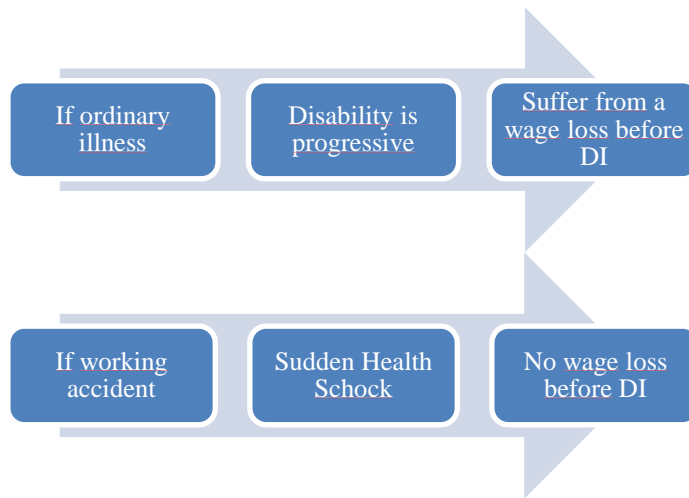 If ordinary
illness
Disability is
progressive
Suffer from a
wage loss before
DI
If working
accident
Sudden Health
Schock
No wage loss
before DI